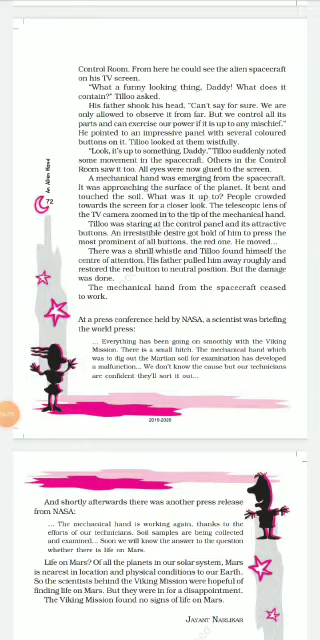 Control Room. From here he could see the alien spacecraft
on his TV screen.
"What a funny looking thing, Daddy! What does it
contain?" Tilloo asked.
His father shook his head, "Can't say for sure. We are
only allowed to observe it from far. But we control all its
parts and can exercise our power if it is up to any mischief."
He pointed to an impressive panel with several coloured
buttons on it. Tilloo looked at them wistfully.
"Look, it's up to something, Daddy." Tilloo suddenly noted
some movement in the spacecraft. Others in the Control
Room saw it too. All eyes were now glued to the screen.
A mechanical hand was emerging from the spacecraft.
It was approaching the surface of the planet. It bent and
touched the soil. What was it up to? People crowded
towards the screen for a closer look. The telescopic lens of
the TV camera zoomed in to the tip of the mechanical hand.
Tilloo was staring at the control panel and its attractive
buttons. An irresistible desire got hold of him to press the
most prominent of all buttons, the red one. He moved...
There was a shrill whistle and Tilloo found himself the
centre of attention. His father pulled him away roughly and
restored the red button to neutral position. But the damage
was done.
The mechanical hand from the spacecraft ceased
to work.
An Alien Hand
72
At a press conference held by NASA, a scientist was briefing
the world press:
... Everything has been going on smoothly with the Viking
Mission. There is a small hitch. The mechanical hand which
was to dig out the Martian soil for examination has developed
a malfunction... We don't know the cause but our technicians
are confident they'll sort it out...
2019-2020
And shortly afterwards there was another press release
from NASA:
... The mechanical hand is working again, thanks to the
efforts of our technicians. Soil samples are being collected
and examined... Soon we will know the answer to the question
whether there is life on Mars.
Life on Mars? Of all the planets in our solar system, Mars
is nearest in location and physical conditions to our Earth.
So the scientists behind the Viking Mission were hopeful of
finding life on Mars. But they were in for a disappointment.
The Viking Mission found no signs of life on Mars.
JAYANT NARLIKAR